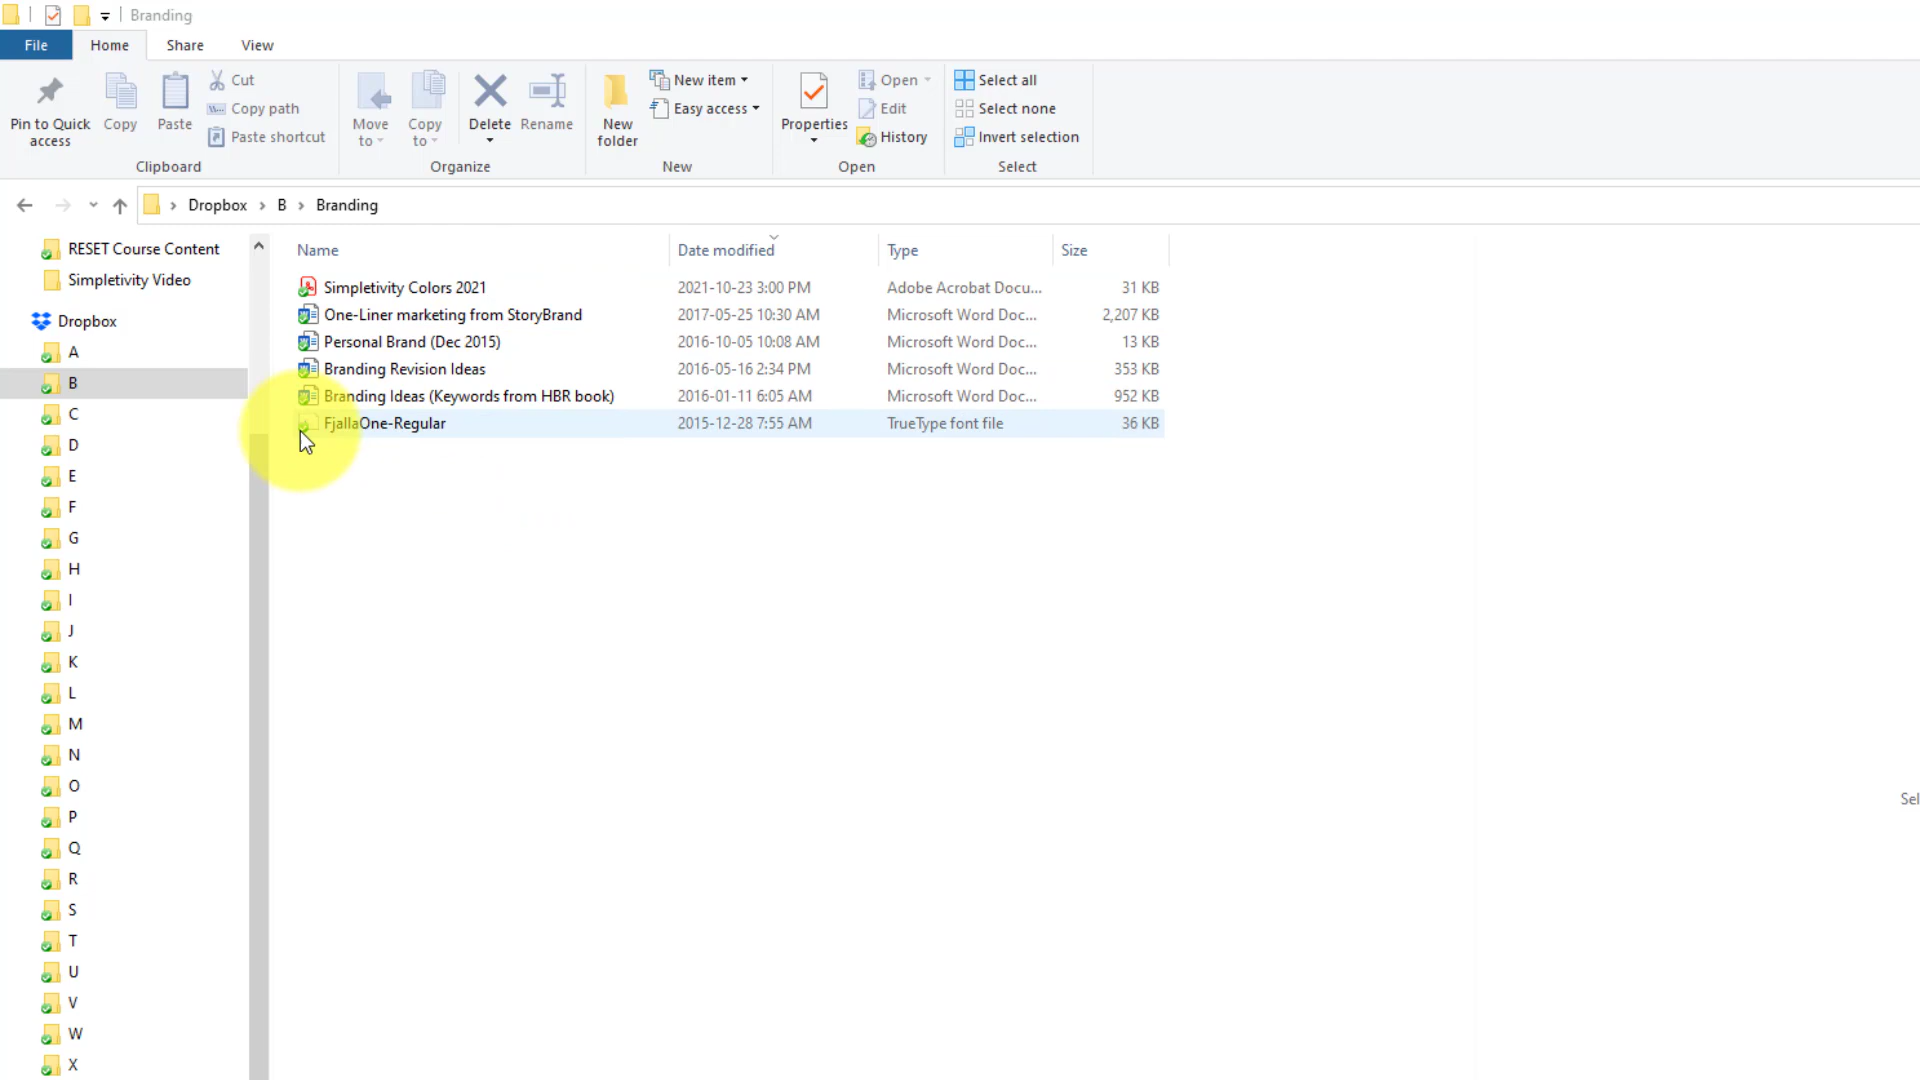 Branding
File Home Share View
Pin to Quick access
Copy
Paste
Cut
Copy path
Paste shortcut
Clipboard
Move to
Copy to
Delete
Rename
Organize
New folder
New item
Easy access
New
Properties
Open
Edit
History
Open
Select all
Select none
Invert selection
Select
Dropbox > B > Branding
RESET Course Content
Simpletivity Video
Dropbox
A
B
C
D
E
F
G
H
I
J
K
L
M
N
O
P
Q
R
S
T
U
V
W
X
Name Date modified Type Size
Simpletivity Colors 2021 2021-10-23 3:00 PM Adobe Acrobat Docu... 31 KB
One-Liner marketing from StoryBrand 2017-05-25 10:30 AM Microsoft Word Doc... 2,207 KB
Personal Brand (Dec 2015) 2016-10-05 10:08 AM Microsoft Word Doc... 13 KB
Branding Revision Ideas 2016-05-16 2:34 PM Microsoft Word Doc... 353 KB
Branding Ideas (Keywords from HBR book) 2016-01-11 6:05 AM Microsoft Word Doc... 952 KB
FjallaOne-Regular 2015-12-28 7:55 AM TrueType font file 36 KB
Sel